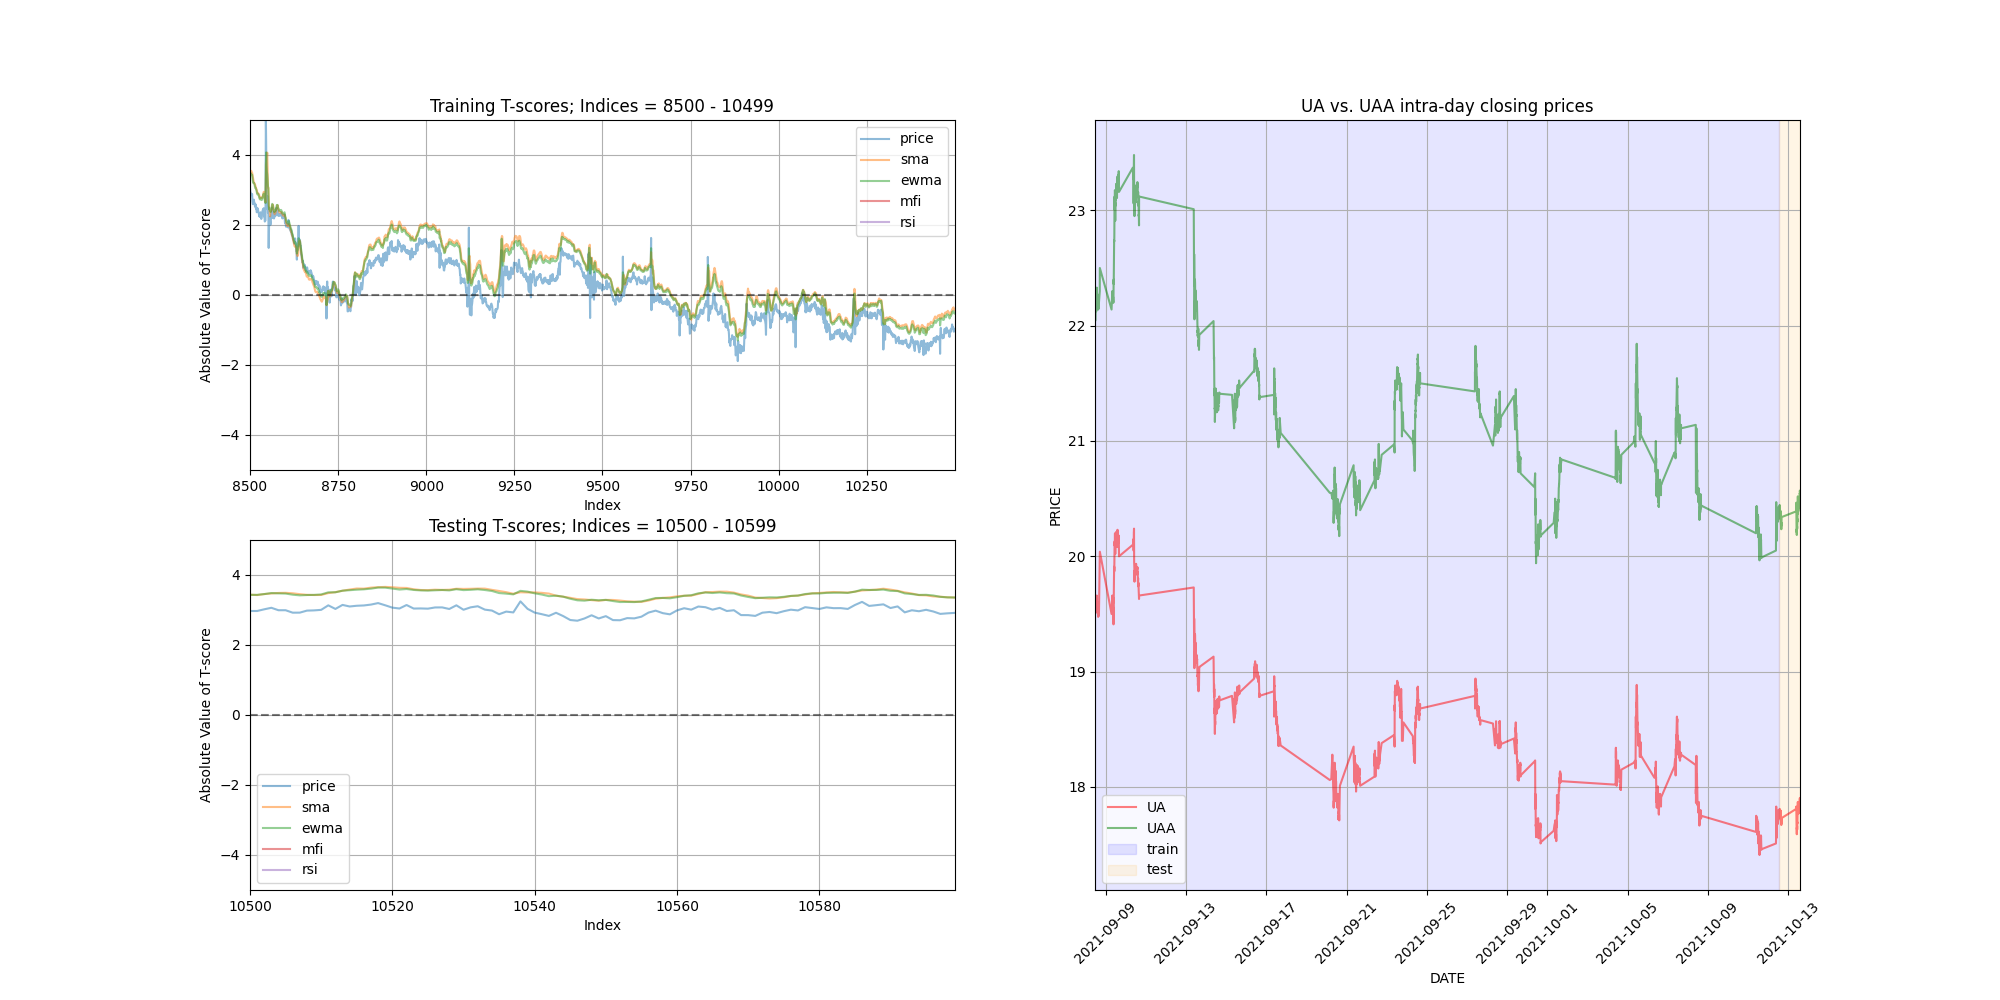 Training T-scores; Indices = 8500 - 10499
Absolute Value of T-score
4
2
0
−2
−4
8500
8750
9000
9250
9500
9750
10000
10250
Index
price
sma
ewma
mfi
rsi
Testing T-scores; Indices = 10500 - 10599
Absolute Value of T-score
4
2
0
−2
−4
10500
10520
10540
10560
10580
Index
price
sma
ewma
mfi
rsi
UA vs. UAA intra-day closing prices
PRICE
23
22
21
20
19
18
UA
UAA
train
test
2021-09-09
2021-09-13
2021-09-17
2021-09-21
2021-09-25
2021-09-29
2021-10-01
2021-10-05
2021-10-09
2021-10-13
DATE